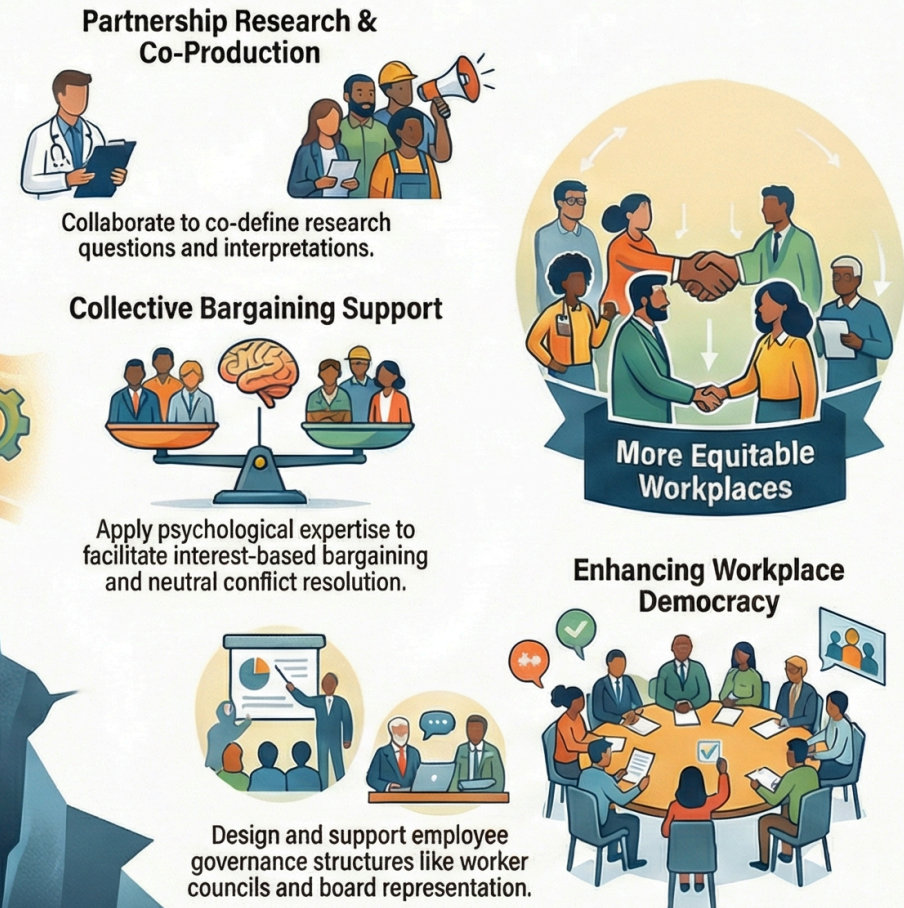 Partnership Research &
Co-Production
Collaborate to co-define research
questions and interpretations.
Collective Bargaining Support
Apply psychological expertise to
facilitate interest-based bargaining
and neutral conflict resolution.
More Equitable
Workplaces
Enhancing Workplace
Democracy
Design and support employee
governance structures like worker
councils and board representation.